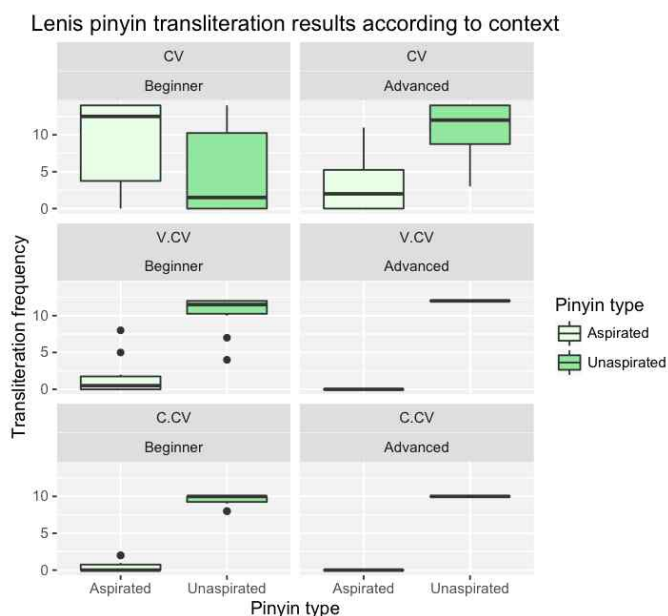 Lenis pinyin transliteration results according to context
CV
Beginner
CV
Advanced
10
5
0
V.CV
Beginner
V.CV
Advanced
10
5
0
C.CV
Beginner
C.CV
Advanced
10
5
0
Aspirated
Unaspirated
Aspirated
Unaspirated
Pinyin type
Transliteration frequency
Pinyin type
Aspirated
Unaspirated